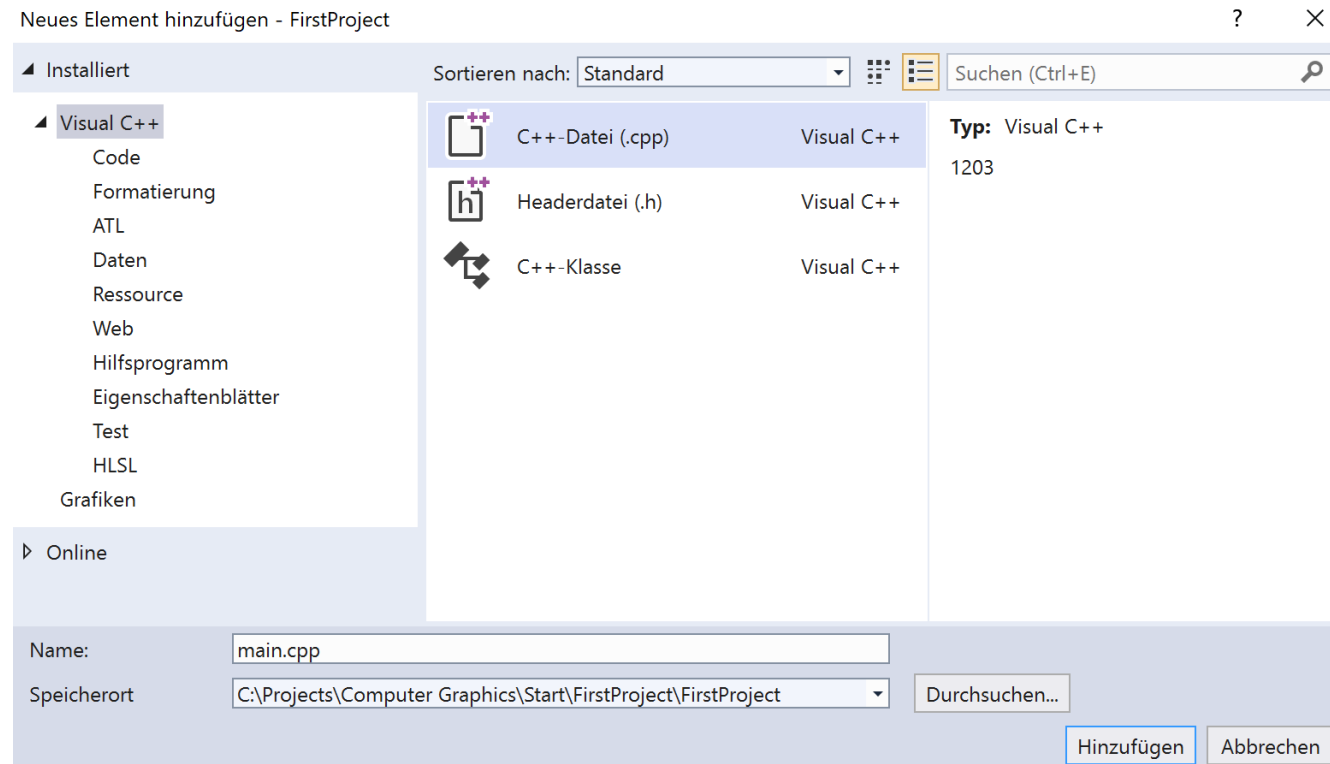 Neues Element hinzufügen - FirstProject
?
Installiert
Sortieren nach: Standard
Suchen (Ctrl+E)
Visual C++
Code
Formatierung
ATL
Daten
Ressource
Web
Hilfsprogramm
Eigenschaftenblätter
Test
HLSL
Grafiken
Online
C++-Datei (.cpp) Visual C++
Headerdatei (.h) Visual C++
C++-Klasse Visual C++
Typ: Visual C++
1203
Name: main.cpp
Speicherort C:\Projects\Computer Graphics\Start\FirstProject\FirstProject Durchsuchen...
Hinzufügen Abbrechen